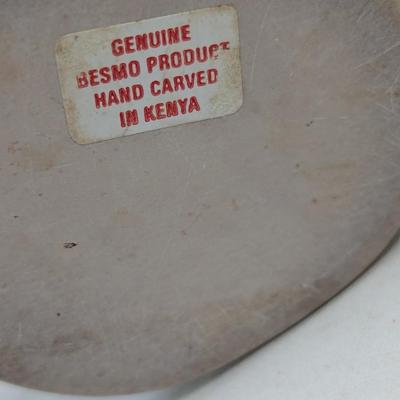 GENUINE
BESMO PRODUCT
HAND CARVED
IN KENYA